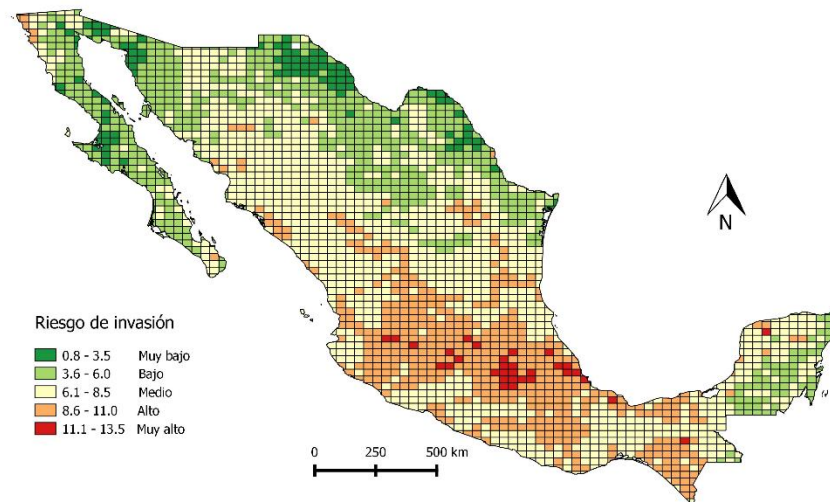 N
Riesgo de invasión
0.8 - 3.5 Muy bajo
3.6 - 6.0 Bajo
6.1 - 8.5 Medio
8.6 - 11.0 Alto
11.1 - 13.5 Muy alto
0 250 500 km